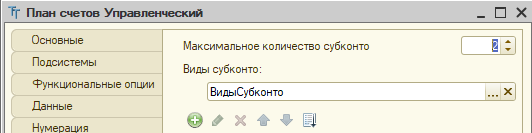 План счетов Управленческий
Основные
Подсистемы
Функциональные опции
Данные
Нумерация
Максимальное количество субконто 2
Виды субконто:
ВидыСубконто ...